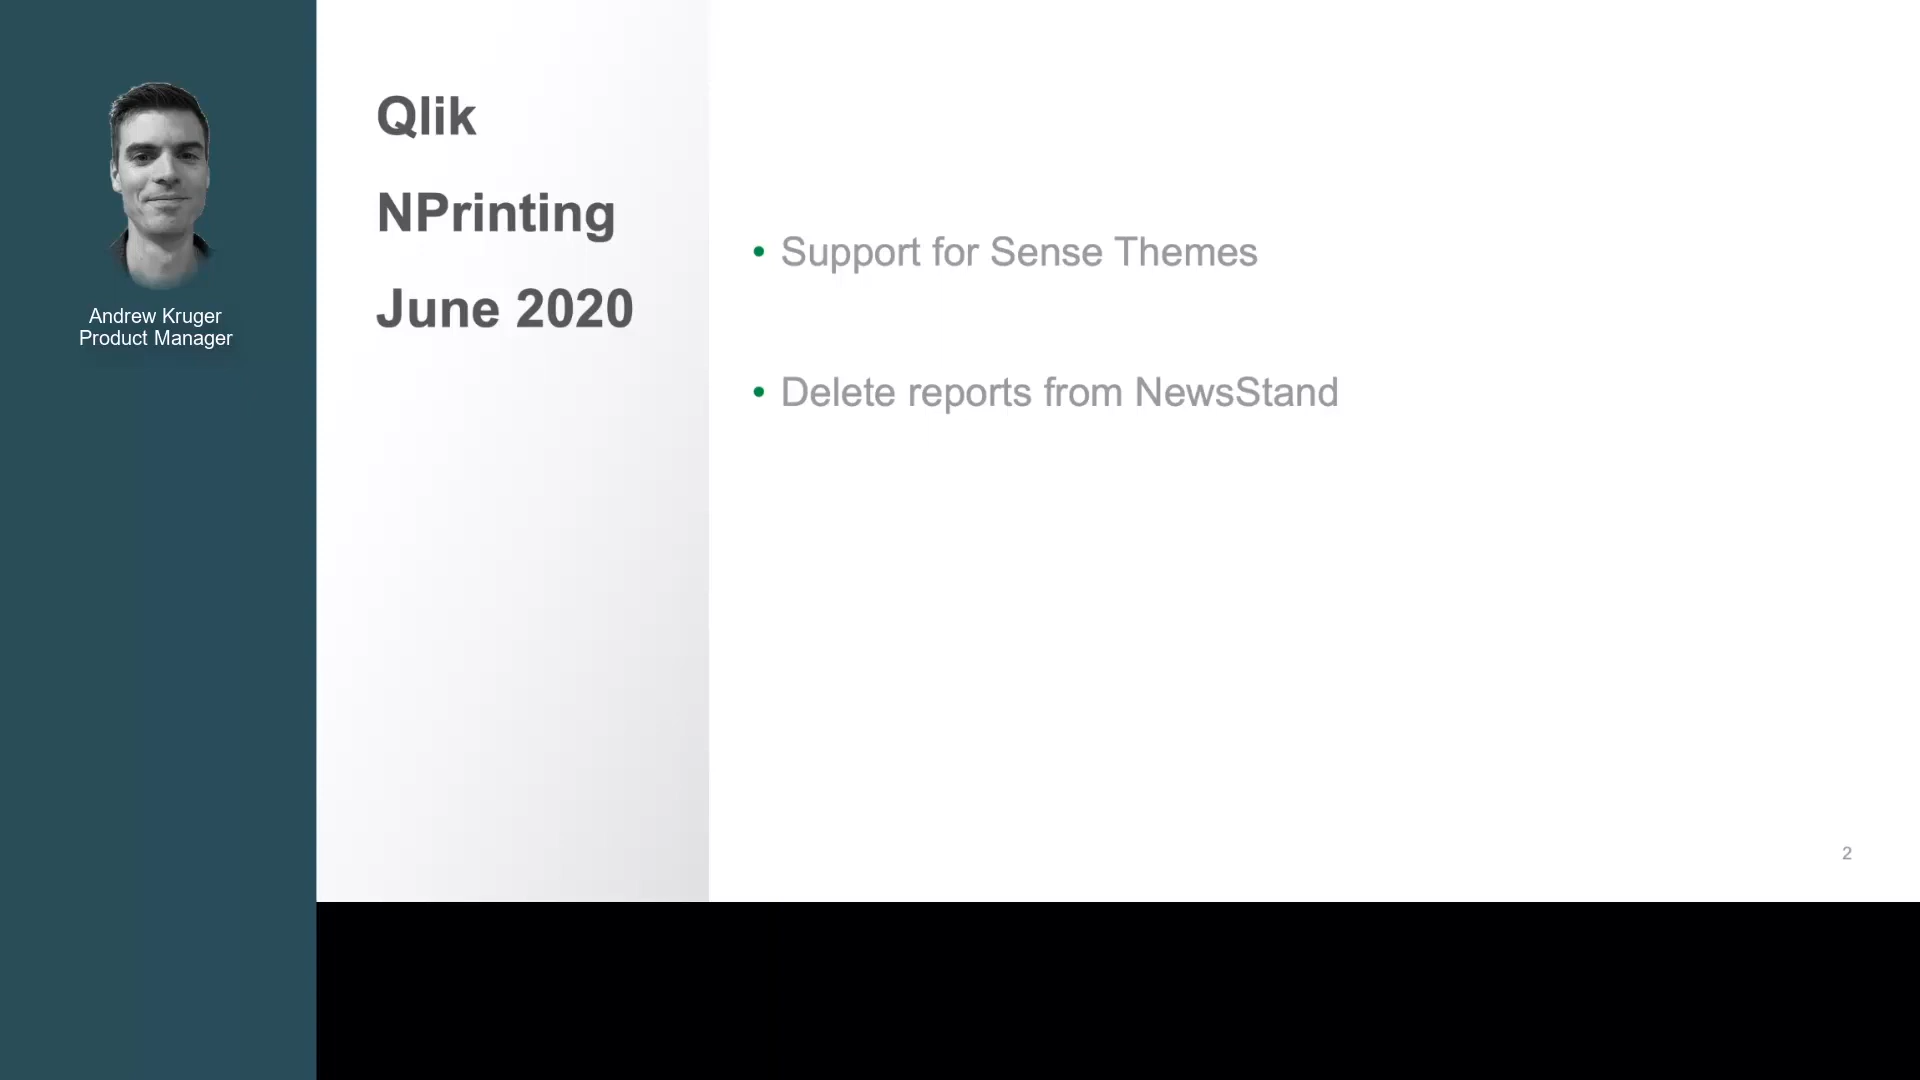 Andrew Kruger
Product Manager
Qlik
NPrinting
June 2020
• Support for Sense Themes
• Delete reports from NewsStand
2